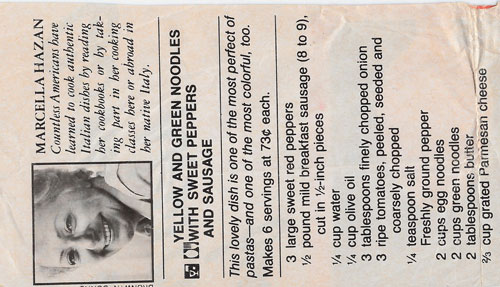 MARCELLA HAZAN
Countless Americans have
learned to cook authentic
Italian dishes by reading
her cookbooks or by tak-
ing part in her cooking
classes here or abroad in
her native Italy.
YELLOW AND GREEN NOODLES
WITH SWEET PEPPERS
AND SAUSAGE
This lovely dish is one of the most perfect of
pastas—and one of the most colorful, too.
Makes 6 servings at 73¢ each.
3 large sweet red peppers
½ pound mild breakfast sausage (8 to 9),
cut in ½-inch pieces
¼ cup water
¼ cup olive oil
3 tablespoons finely chopped onion
3 ripe tomatoes, peeled, seeded and
coarsely chopped
¼ teaspoon salt
Freshly ground pepper
2 cups egg noodles
2 cups green noodles
2 tablespoons butter
⅔ cup grated Parmesan cheese